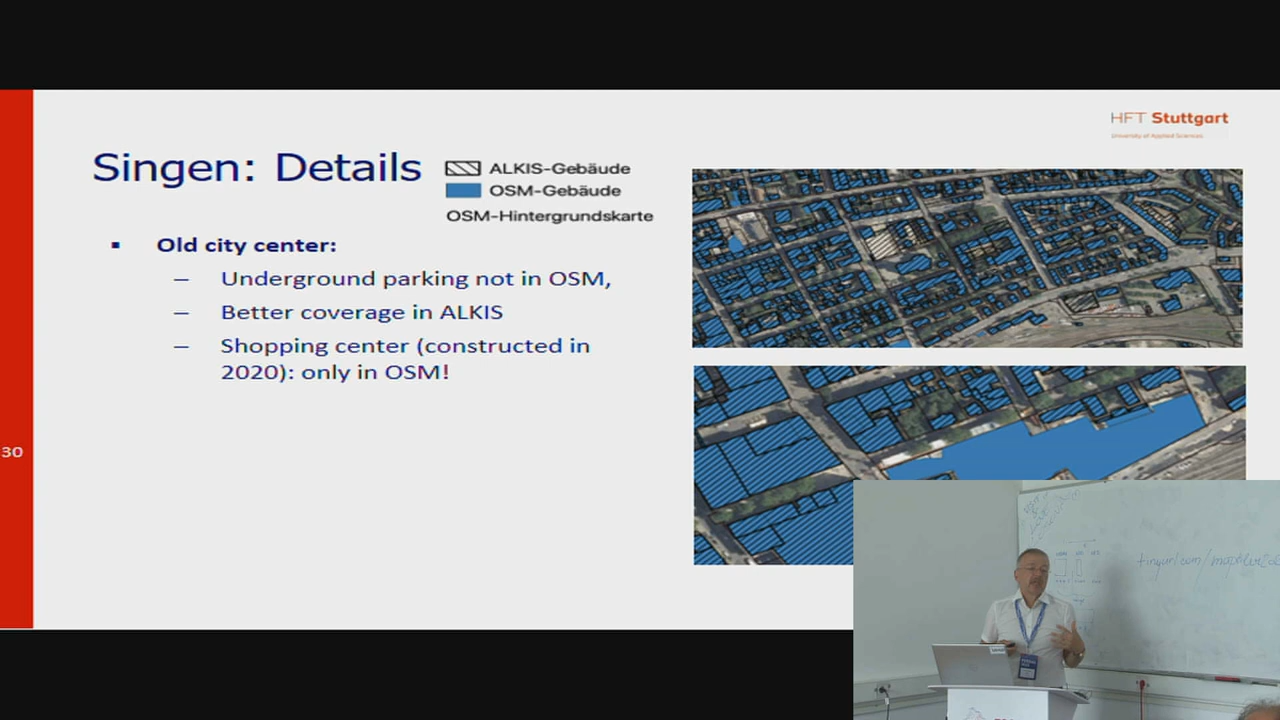 HFT Stuttgart
University of Applied Sciences
Singen: Details
ALKIS-Gebäude
OSM-Gebäude
OSM-Hintergrundskarte
▪ Old city center:
– Underground parking not in OSM,
– Better coverage in ALKIS
– Shopping center (constructed in
2020): only in OSM!
30